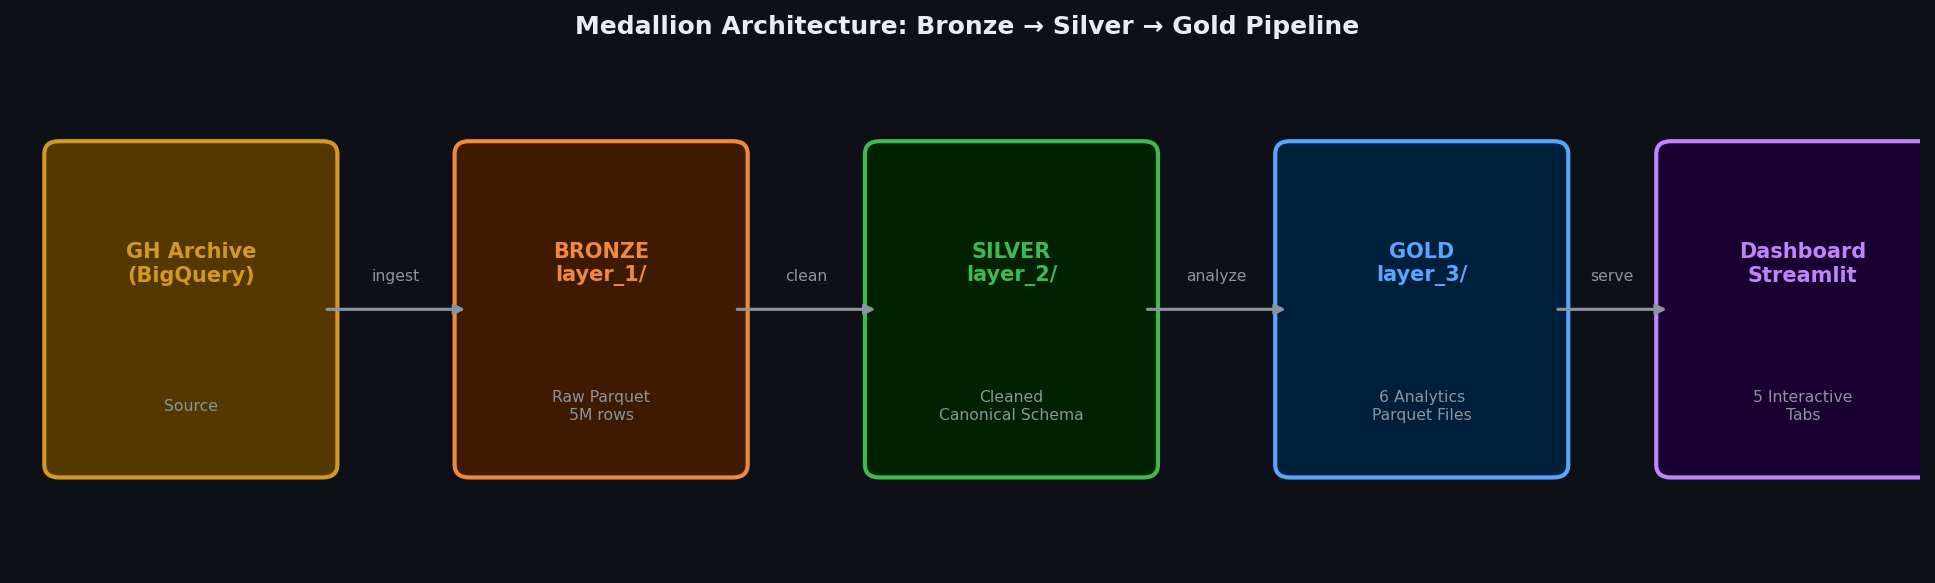 Medallion Architecture: Bronze → Silver → Gold Pipeline
GH Archive
(BigQuery)
Source
ingest
BRONZE
layer_1/
Raw Parquet
5M rows
clean
SILVER
layer_2/
Cleaned
Canonical Schema
analyze
GOLD
layer_3/
6 Analytics
Parquet Files
serve
Dashboard
Streamlit
5 Interactive
Tabs